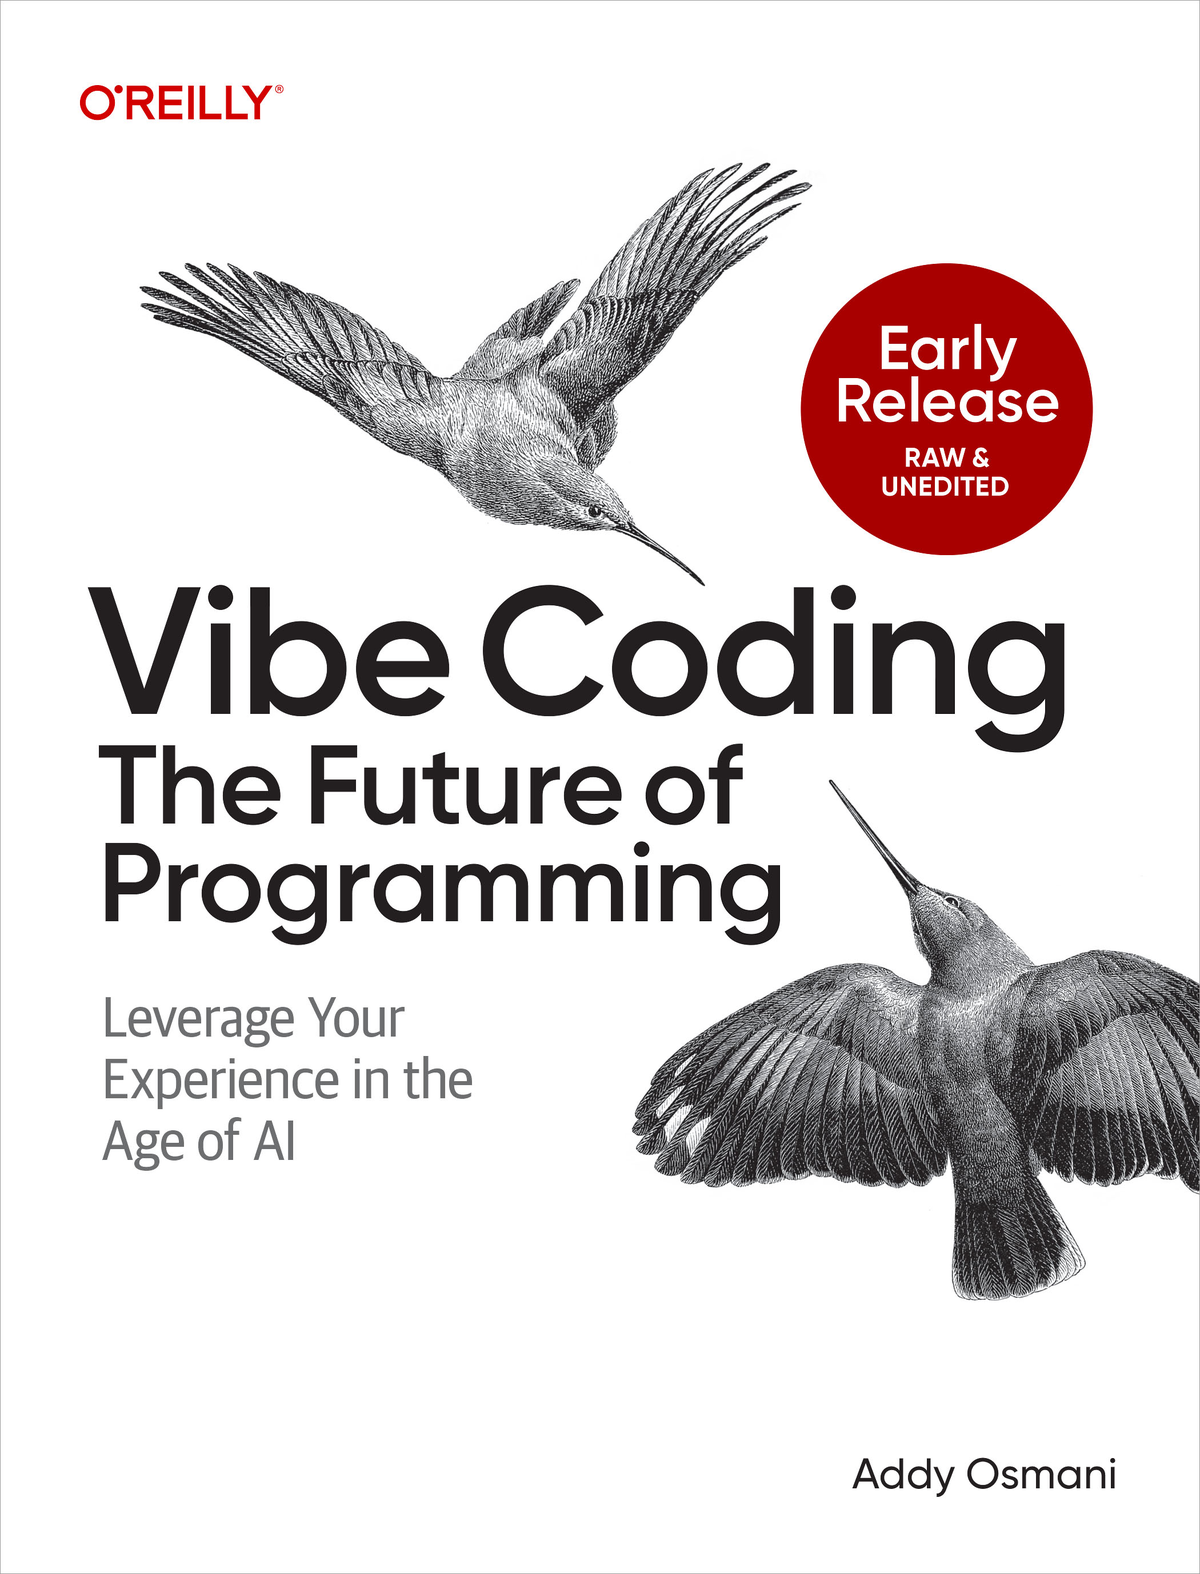 O'REILLY®
Early
Release
RAW &
UNEDITED
Vibe Coding
The Future of
Programming
Leverage Your
Experience in the
Age of AI
Addy Osmani